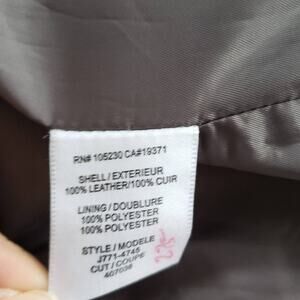 RN# 105230 CA#19371
SHELL/EXTERIEUR
100% LEATHER/100% CUIR
LINING/DOUBLURE
100% POLYESTER
100% POLYESTER
STYLE/MODELE
J771-4745
CUT/COUPE
407038